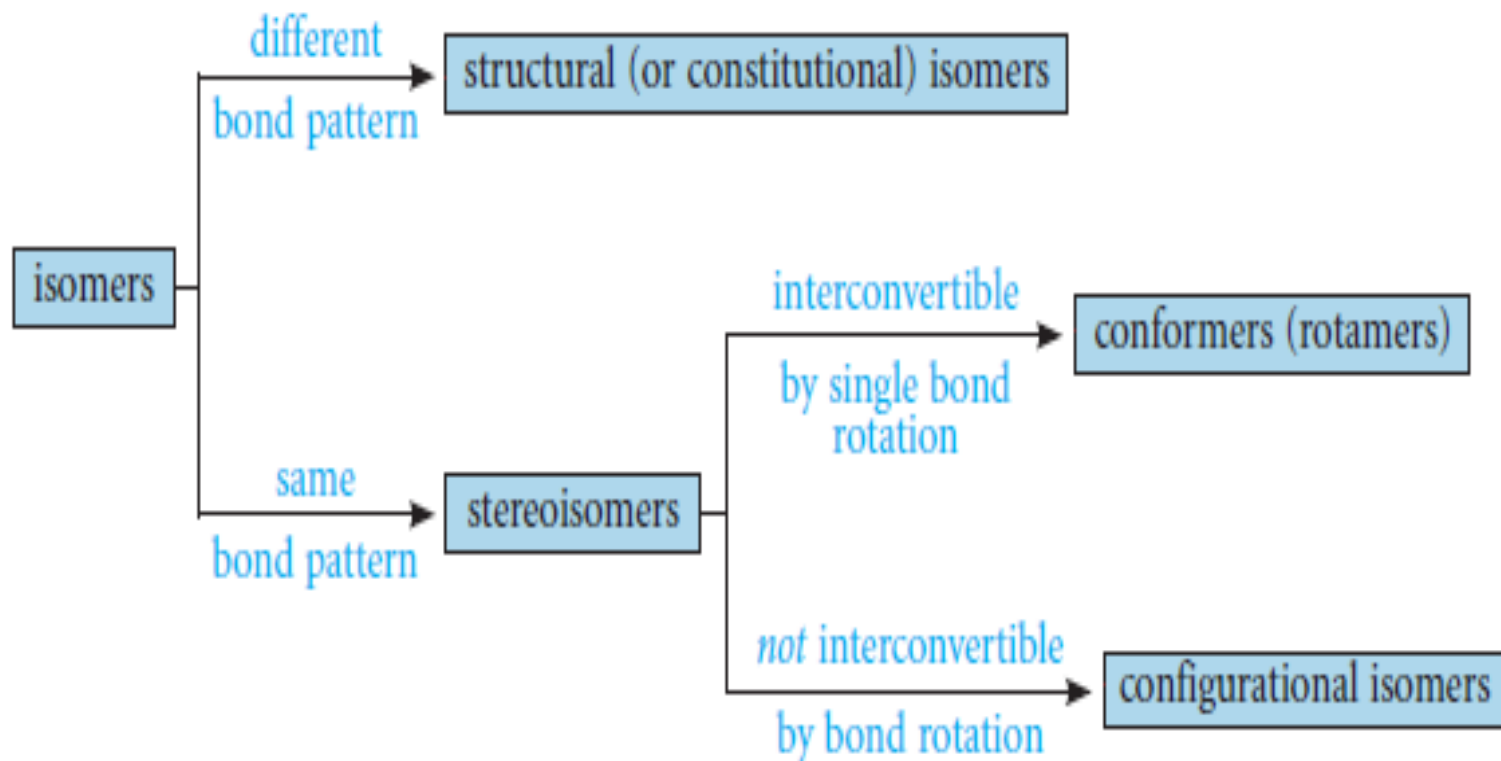 different
structural (or constitutional) isomers
bond pattern
isomers
interconvertible
conformers (rotamers)
by single bond
rotation
same
stereoisomers
bond pattern
not interconvertible
configurational isomers
by bond rotation